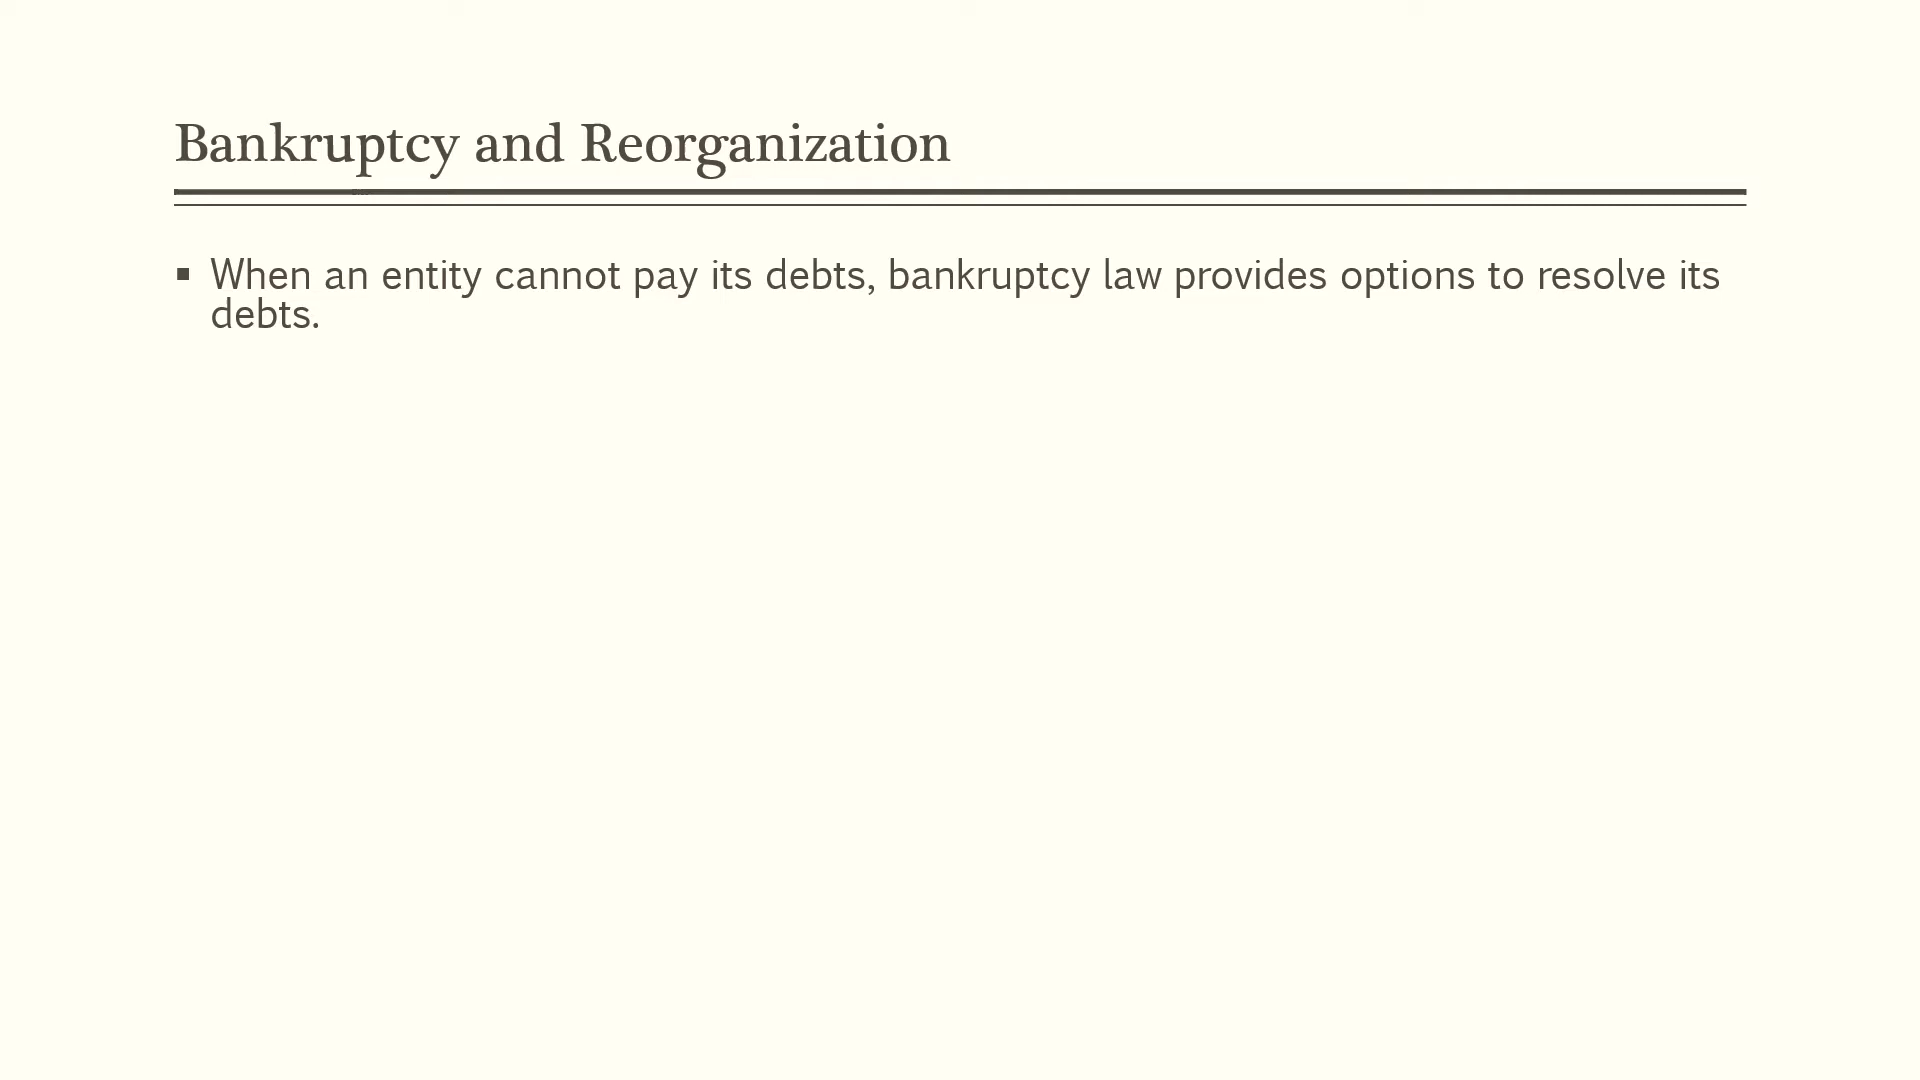 Bankruptcy and Reorganization
▪ When an entity cannot pay its debts, bankruptcy law provides options to resolve its
debts.